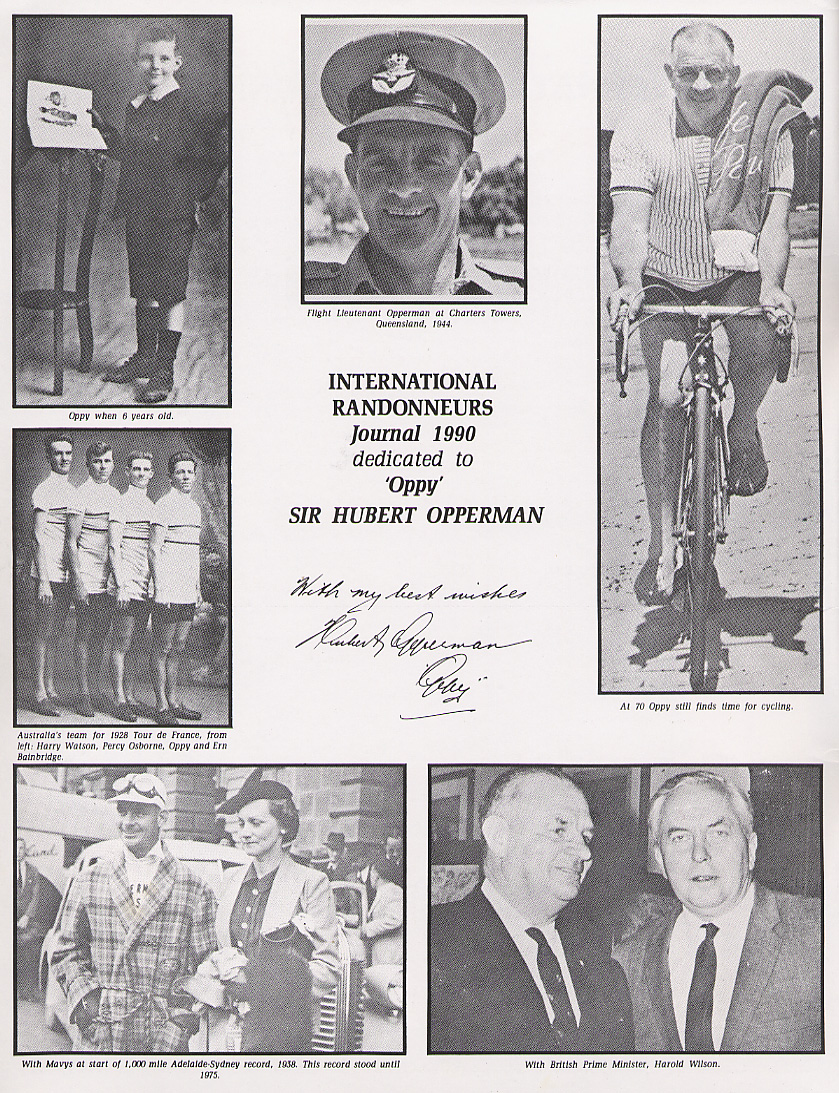 Oppy when 6 years old.
Flight Lieutenant Opperman at Charters Towers,
Queensland, 1944.
INTERNATIONAL
RANDONNEURS
Journal 1990
dedicated to
'Oppy'
SIR HUBERT OPPERMAN
With my best wishes
Hubert Opperman
"Oppy"
At 70 Oppy still finds time for cycling.
Australia's team for 1928 Tour de France, from
left: Harry Watson, Percy Osborne, Oppy and Ern
Bainbridge.
With Mavys at start of 1,000 mile Adelaide-Sydney record, 1938. This record stood until
1975.
With British Prime Minister, Harold Wilson.